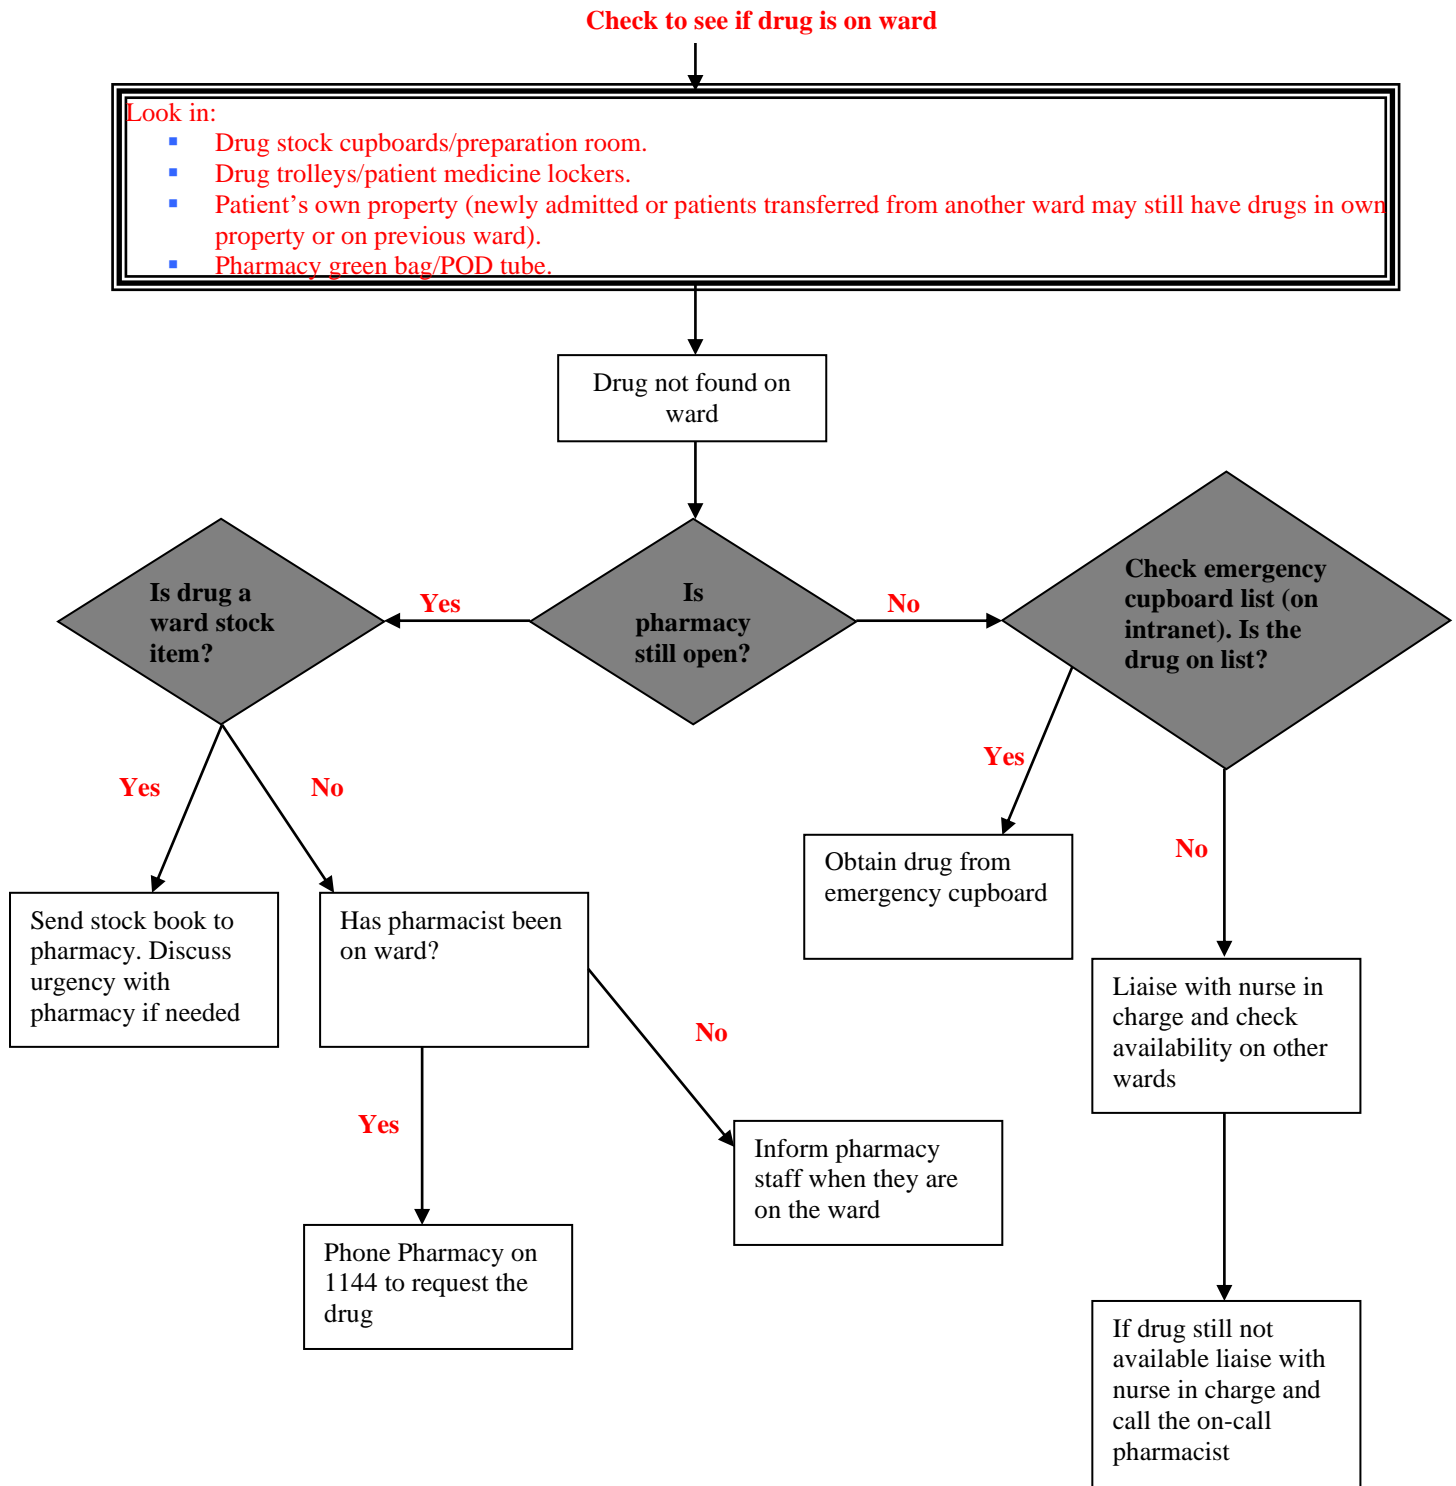 Check to see if drug is on ward
Look in:
▪ Drug stock cupboards/preparation room.
▪ Drug trolleys/patient medicine lockers.
▪ Patient's own property (newly admitted or patients transferred from another ward may still have drugs in own
property or on previous ward).
▪ Pharmacy green bag/POD tube.
Drug not found on
ward
Is drug a
ward stock
item?
Yes
Is
pharmacy
still open?
No
Check emergency
cupboard list (on
intranet). Is the
drug on list?
Yes
No
Yes
No
Send stock book to
pharmacy. Discuss
urgency with
pharmacy if needed
Has pharmacist been
on ward?
Obtain drug from
emergency cupboard
Liaise with nurse in
charge and check
availability on other
wards
No
Yes
Inform pharmacy
staff when they are
on the ward
Phone Pharmacy on
1144 to request the
drug
If drug still not
available liaise with
nurse in charge and
call the on-call
pharmacist